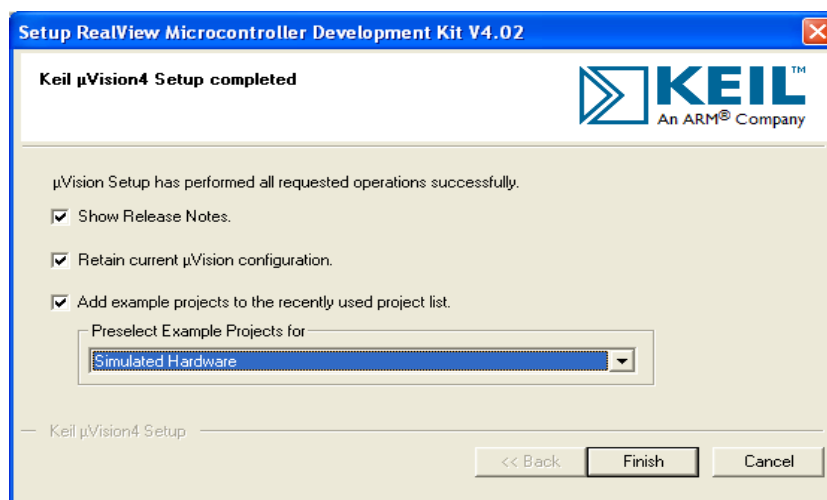 Setup RealView Microcontroller Development Kit V4.02
Keil µVision4 Setup completed
KEIL™
An ARM® Company
µVision Setup has performed all requested operations successfully.
Show Release Notes.
Retain current µVision configuration.
Add example projects to the recently used project list.
Preselect Example Projects for
Simulated Hardware
Keil µVision4 Setup
<< Back Finish Cancel